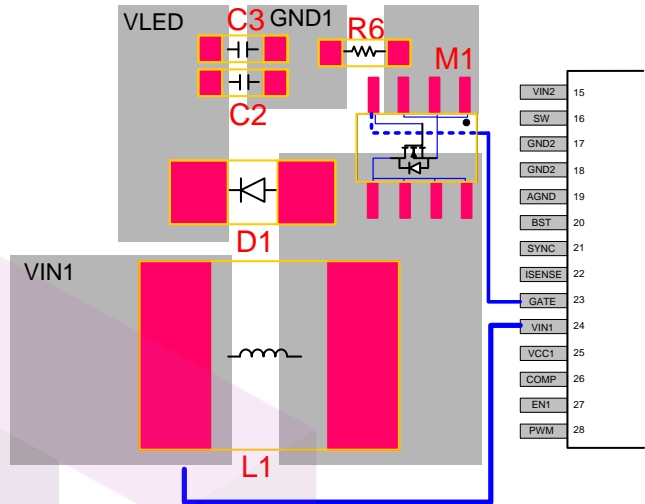 VLED
C3
GND1
R6
M1
C2
D1
VIN1
L1
VIN2 15
SW 16
GND2 17
GND2 18
AGND 19
BST 20
SYNC 21
ISENSE 22
GATE 23
VIN1 24
VCC1 25
COMP 26
EN1 27
PWM 28